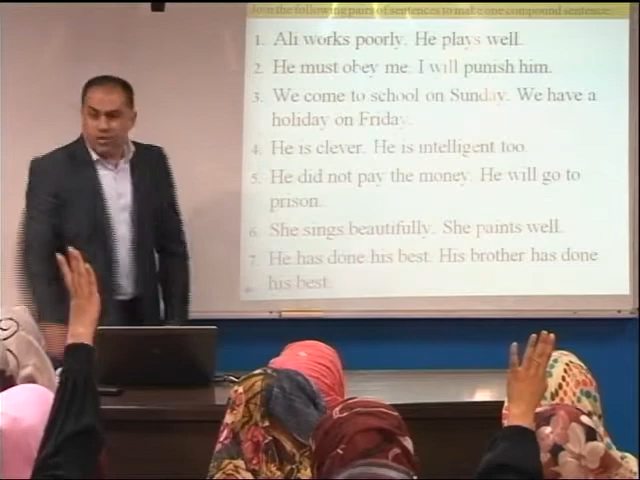 Join the following pairs of sentences to make one compound sentence:
1. Ali works poorly. He plays well.
2. He must obey me. I will punish him.
3. We come to school on Sunday. We have a
holiday on Friday.
4. He is clever. He is intelligent too.
5. He did not pay the money. He will go to
prison.
6. She sings beautifully. She paints well.
7. He has done his best. His brother has done
his best.